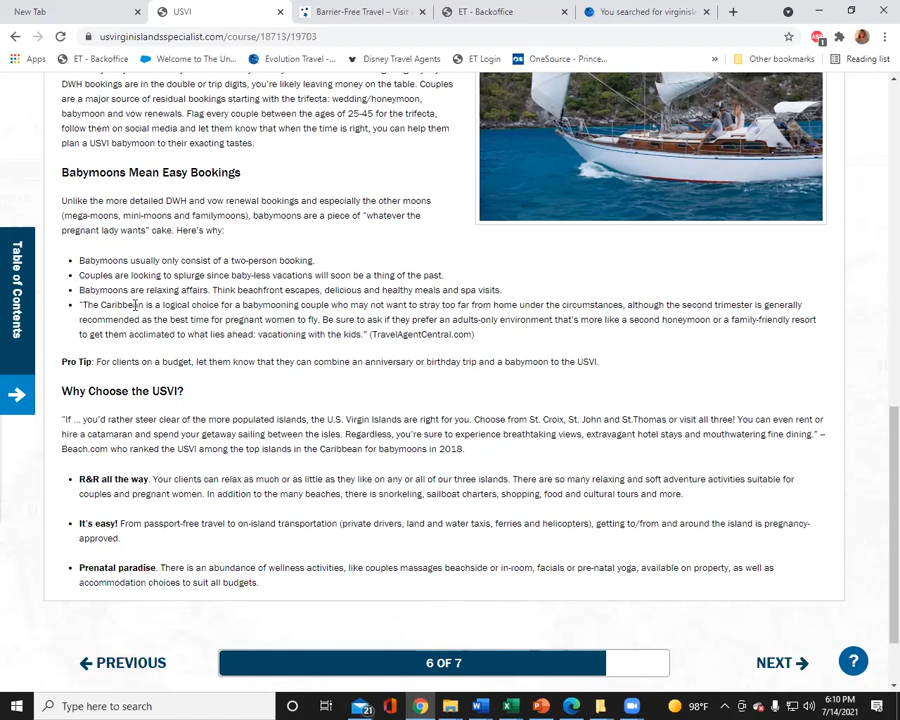 New Tab
USVI
Barrier-Free Travel – Visit
ET - Backoffice
You searched for virginisla
usvirginislandsspecialist.com/course/18713/19703
Apps
ET - Backoffice
Welcome to The Un...
Evolution Travel -...
Disney Travel Agents
ET Login
OneSource - Prince...
»
Other bookmarks
Reading list
DWH bookings are in the double or trip digits, you're likely leaving money on the table. Couples
are a major source of residual bookings starting with the trifecta: wedding/honeymoon,
babymoon and vow renewals. Flag every couple between the ages of 25-45 for the trifecta,
follow them on social media and let them know that when the time is right, you can help them
plan a USVI babymoon to their exacting tastes.
Babymoons Mean Easy Bookings
Unlike the more detailed DWH and vow renewal bookings and especially the other moons
(mega-moons, mini-moons and familymoons), babymoons are a piece of "whatever the
pregnant lady wants" cake. Here's why:
• Babymoons usually only consist of a two-person booking.
• Couples are looking to splurge since baby-less vacations will soon be a thing of the past.
• Babymoons are relaxing affairs. Think beachfront escapes, delicious and healthy meals and spa visits.
• "The Caribbean is a logical choice for a babymooning couple who may not want to stray too far from home under the circumstances, although the second trimester is generally
recommended as the best time for pregnant women to fly. Be sure to ask if they prefer an adults-only environment that's more like a second honeymoon or a family-friendly resort
to get them acclimated to what lies ahead: vacationing with the kids." (TravelAgentCentral.com)
Pro Tip: For clients on a budget, let them know that they can combine an anniversary or birthday trip and a babymoon to the USVI.
Why Choose the USVI?
"If ... you'd rather steer clear of the more populated islands, the U.S. Virgin Islands are right for you. Choose from St. Croix, St. John and St.Thomas or visit all three! You can even rent or
hire a catamaran and spend your getaway sailing between the isles. Regardless, you're sure to experience breathtaking views, extravagant hotel stays and mouthwatering fine dining." –
Beach.com who ranked the USVI among the top islands in the Caribbean for babymoons in 2018.
• R&R all the way. Your clients can relax as much or as little as they like on any or all of our three islands. There are so many relaxing and soft adventure activities suitable for
couples and pregnant women. In addition to the many beaches, there is snorkeling, sailboat charters, shopping, food and cultural tours and more.
• It's easy! From passport-free travel to on-island transportation (private drivers, land and water taxis, ferries and helicopters), getting to/from and around the island is pregnancy-
approved.
• Prenatal paradise. There is an abundance of wellness activities, like couples massages beachside or in-room, facials or pre-natal yoga, available on property, as well as
accommodation choices to suit all budgets.
Table of Contents
PREVIOUS
6 OF 7
NEXT
?
Type here to search
21
98°F
6:10 PM
7/14/2021